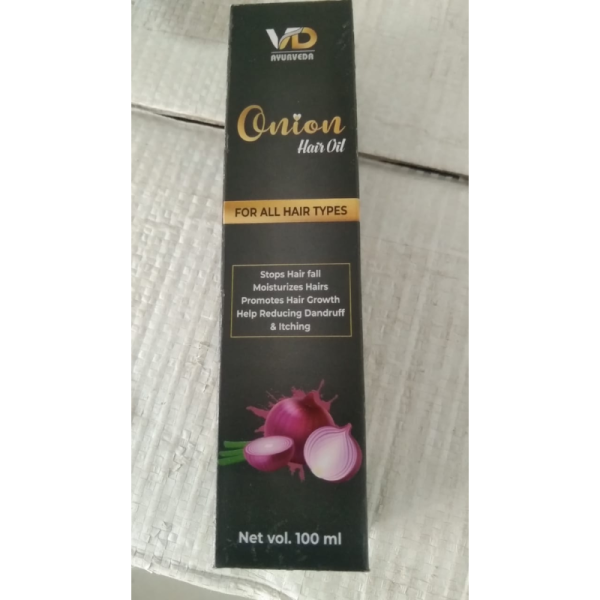 VD
AYURVEDA
Onion
Hair Oil
FOR ALL HAIR TYPES
Stops Hair fall
Moisturizes Hairs
Promotes Hair Growth
Help Reducing Dandruff
& Itching
Net vol. 100 ml